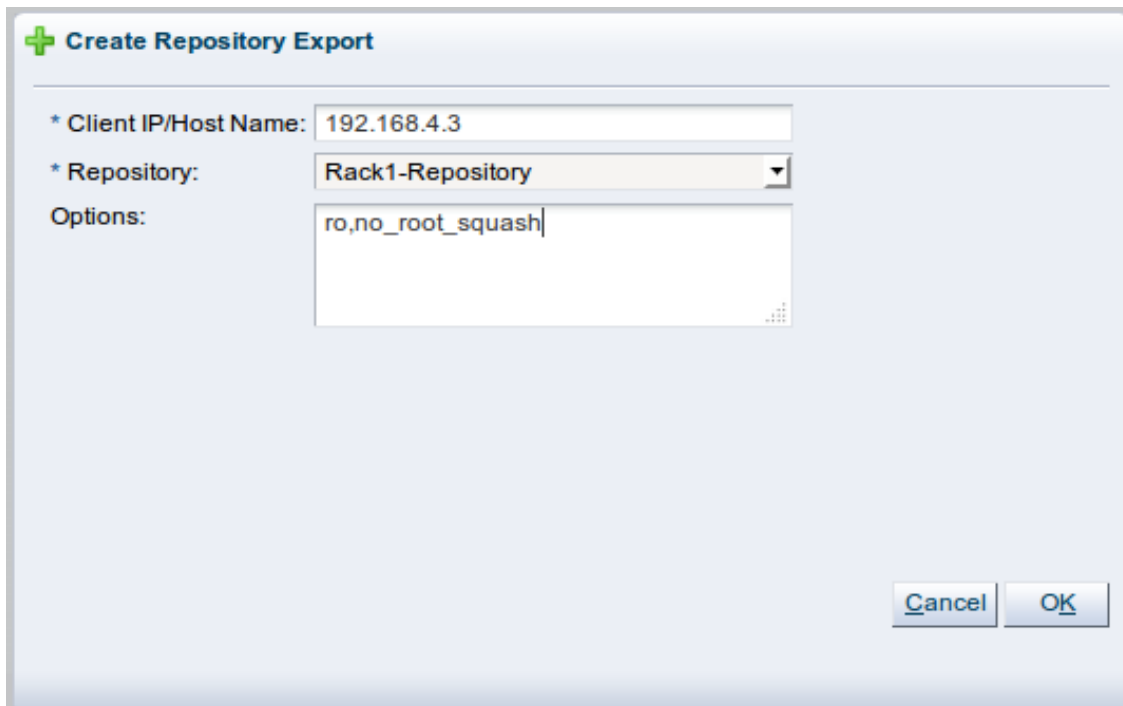 Create Repository Export
* Client IP/Host Name: 192.168.4.3
* Repository: Rack1-Repository
Options: ro,no_root_squash
Cancel OK